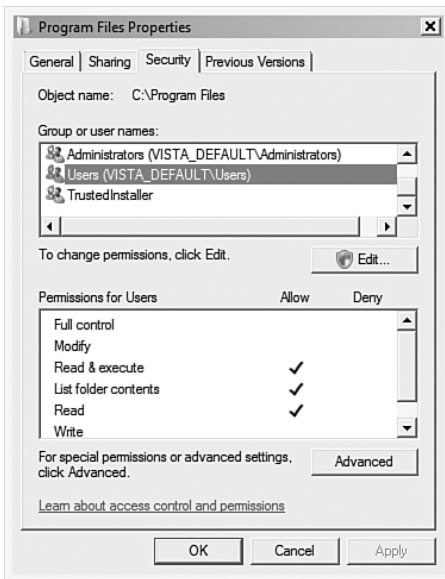 Program Files Properties
General Sharing Security Previous Versions
Object name: C:\Program Files
Group or user names:
Administrators (VISTA_DEFAULT\Administrators)
Users (VISTA_DEFAULT\Users)
TrustedInstaller
To change permissions, click Edit.
Edit...
Permissions for Users Allow Deny
Full control
Modify
Read & execute
List folder contents
Read
Write
For special permissions or advanced settings,
click Advanced.
Advanced
Learn about access control and permissions
OK Cancel Apply